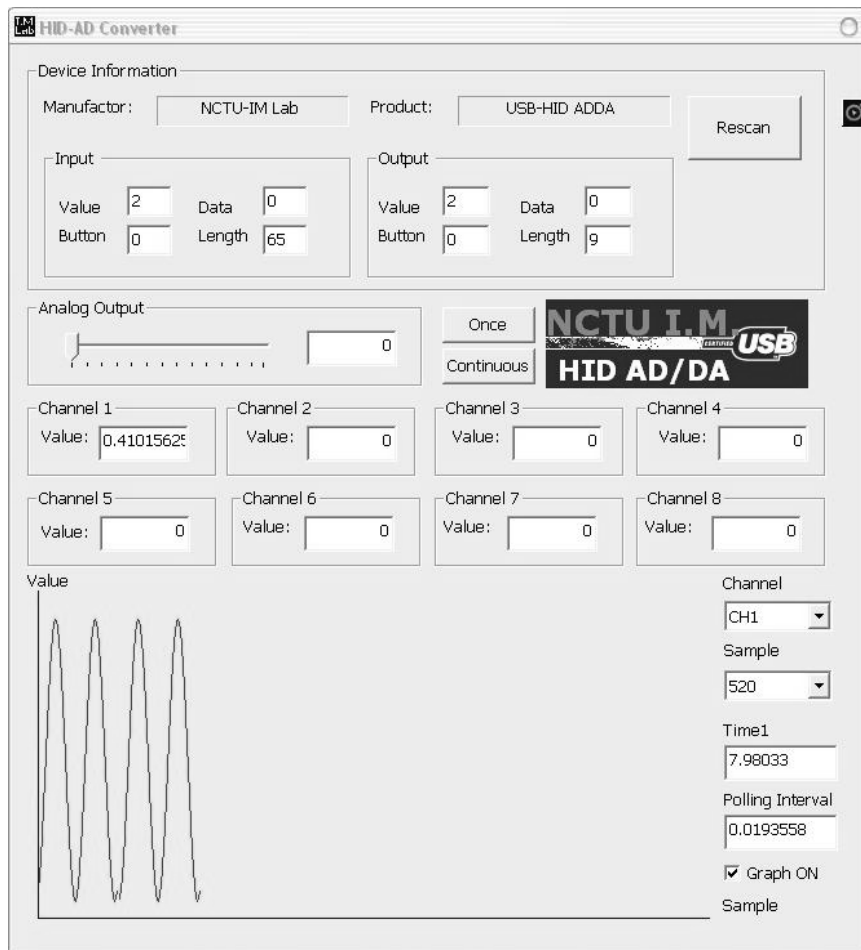 I.M Lab HID-AD Converter
Device Information
Manufactor: NCTU-IM Lab Product: USB-HID ADDA
Rescan
Input
Value 2 Data 0
Button 0 Length 65
Output
Value 2 Data 0
Button 0 Length 9
Analog Output
0
Once
Continuous
NCTU I.M.
CERTIFIED USB
HID AD/DA
Channel 1
Value: 0.41015625
Channel 2
Value: 0
Channel 3
Value: 0
Channel 4
Value: 0
Channel 5
Value: 0
Channel 6
Value: 0
Channel 7
Value: 0
Channel 8
Value: 0
Value
Channel
CH1
Sample
520
Time1
7.98033
Polling Interval
0.0193558
Graph ON
Sample